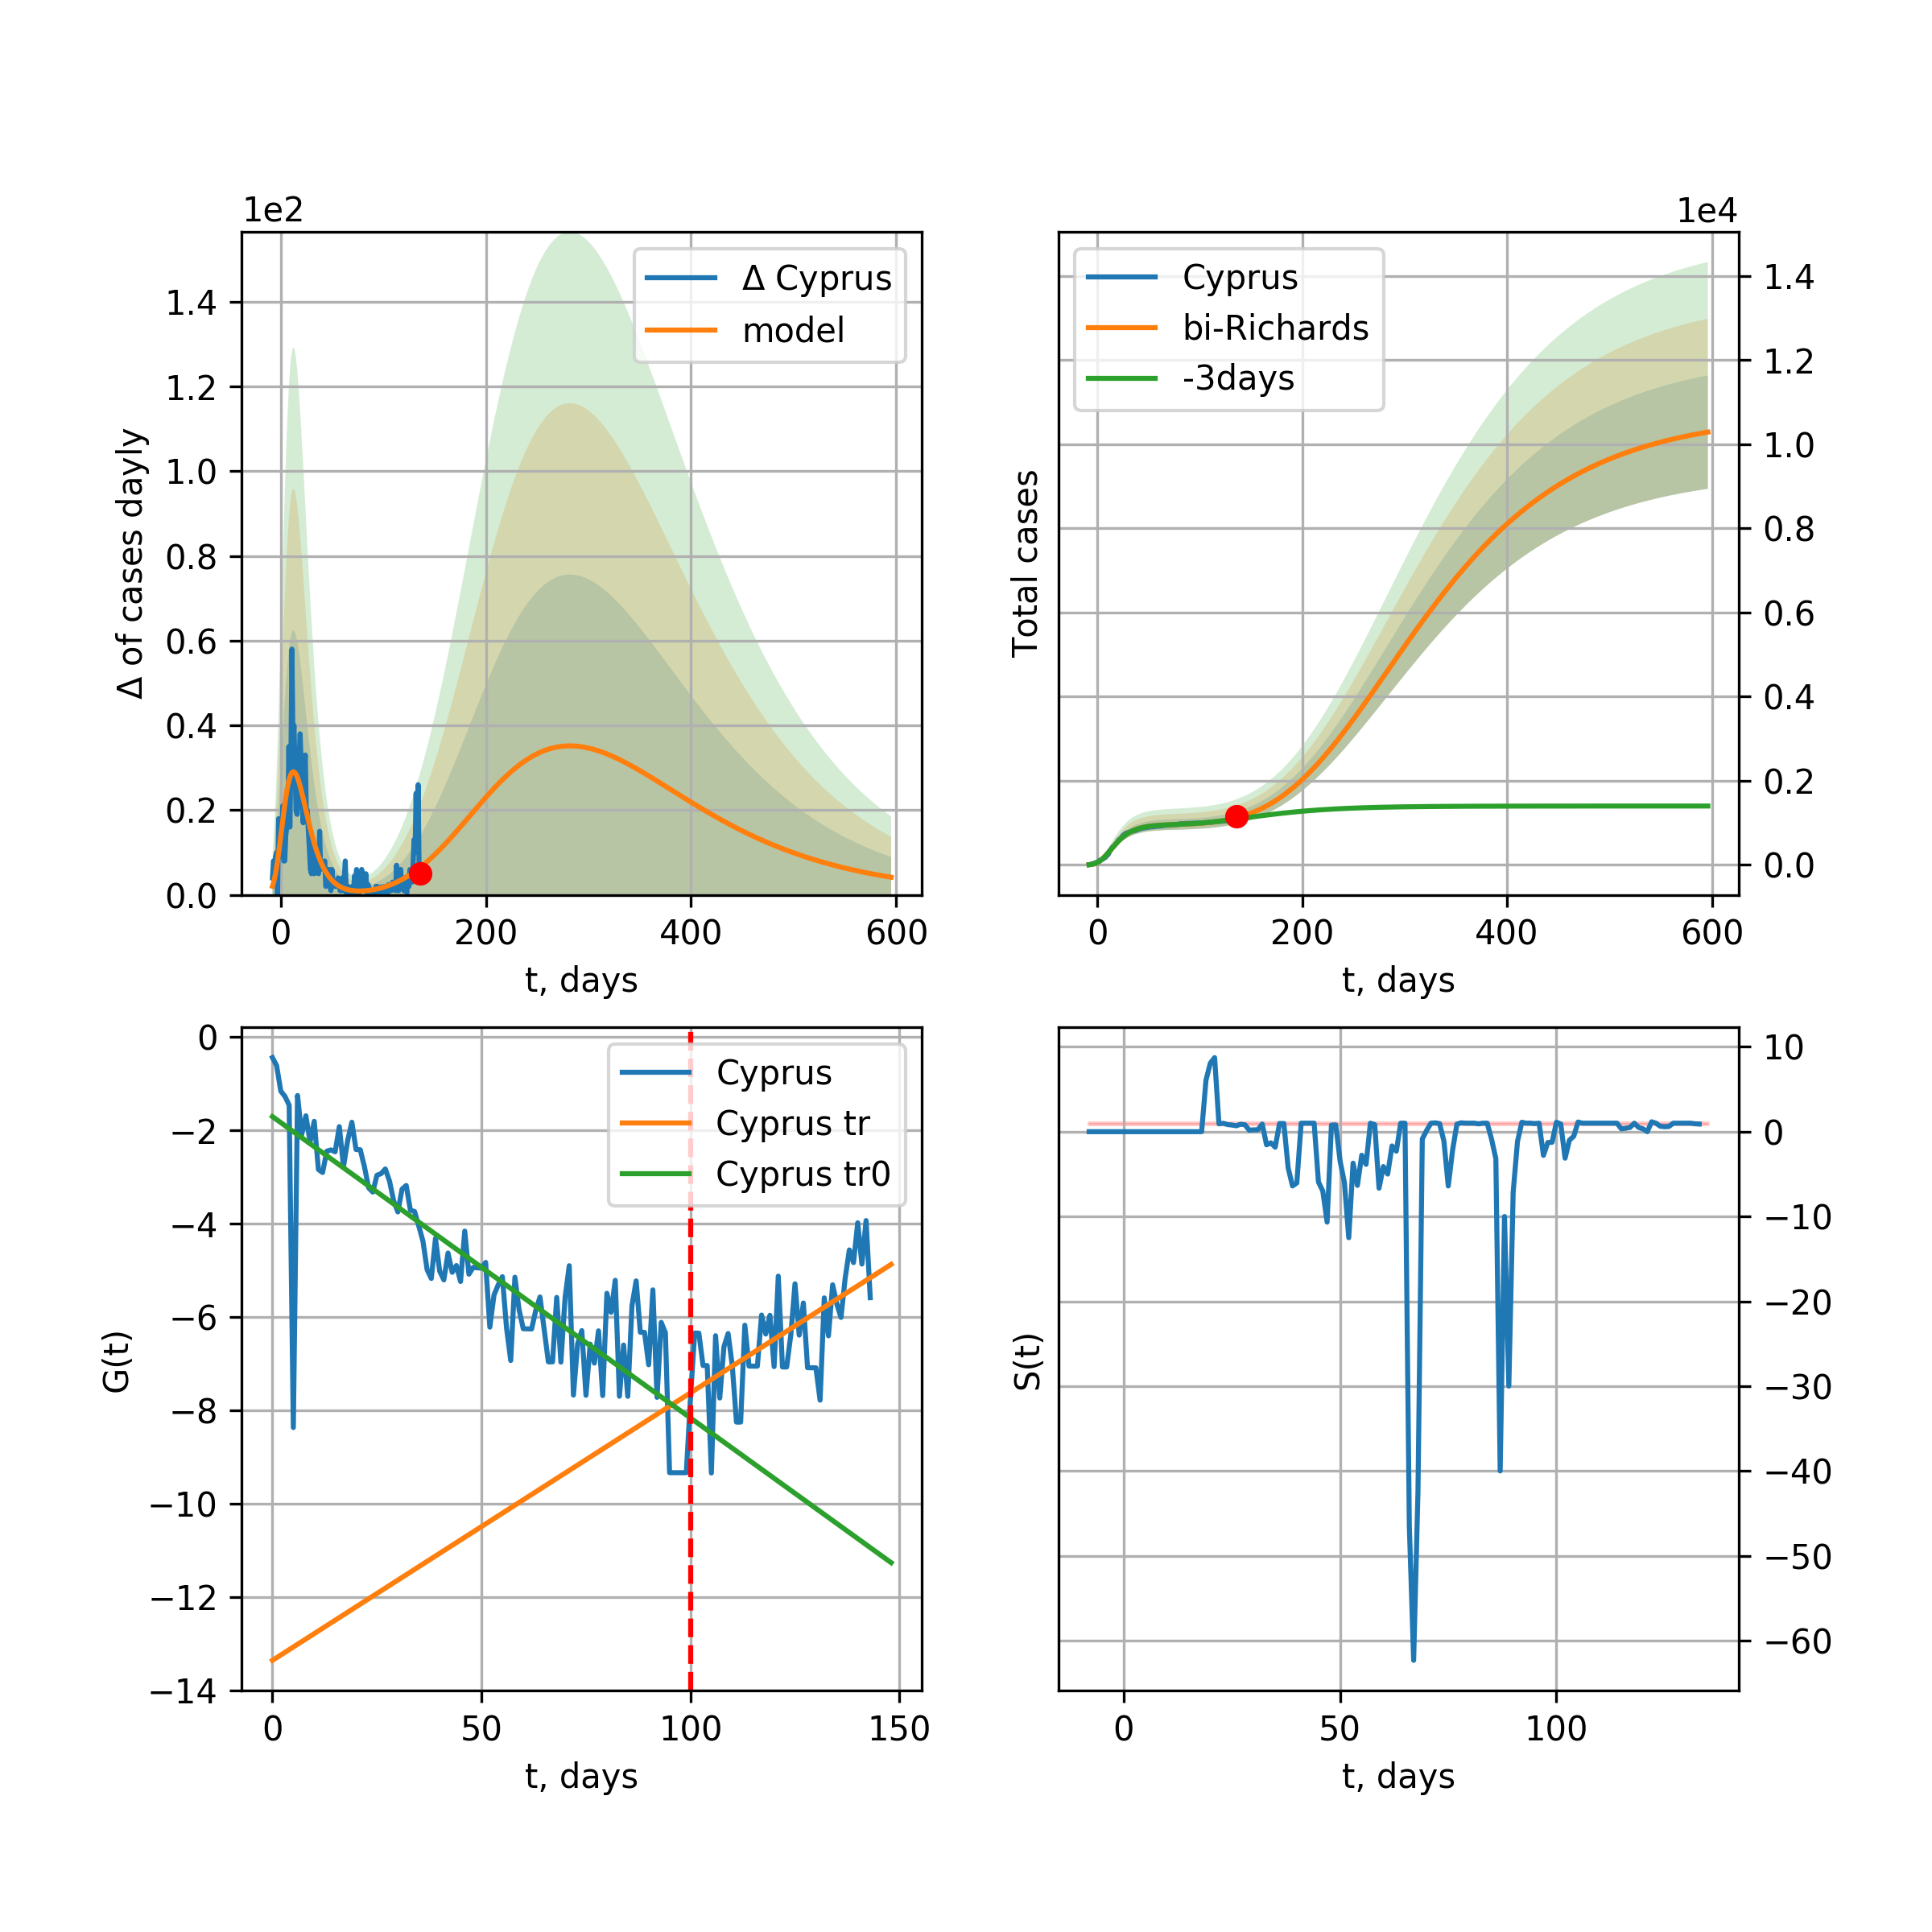 1e2
Δ of cases dayly
1.4
1.2
1.0
0.8
0.6
0.4
0.2
0.0
0 200 400 600
t, days
Δ Cyprus
model
1e4
Total cases
1.4
1.2
1.0
0.8
0.6
0.4
0.2
0.0
0 200 400 600
t, days
Cyprus
bi-Richards
-3days
G(t)
0
−2
−4
−6
−8
−10
−12
−14
0 50 100 150
t, days
Cyprus
Cyprus tr
Cyprus tr0
S(t)
10
0
−10
−20
−30
−40
−50
−60
0 50 100
t, days